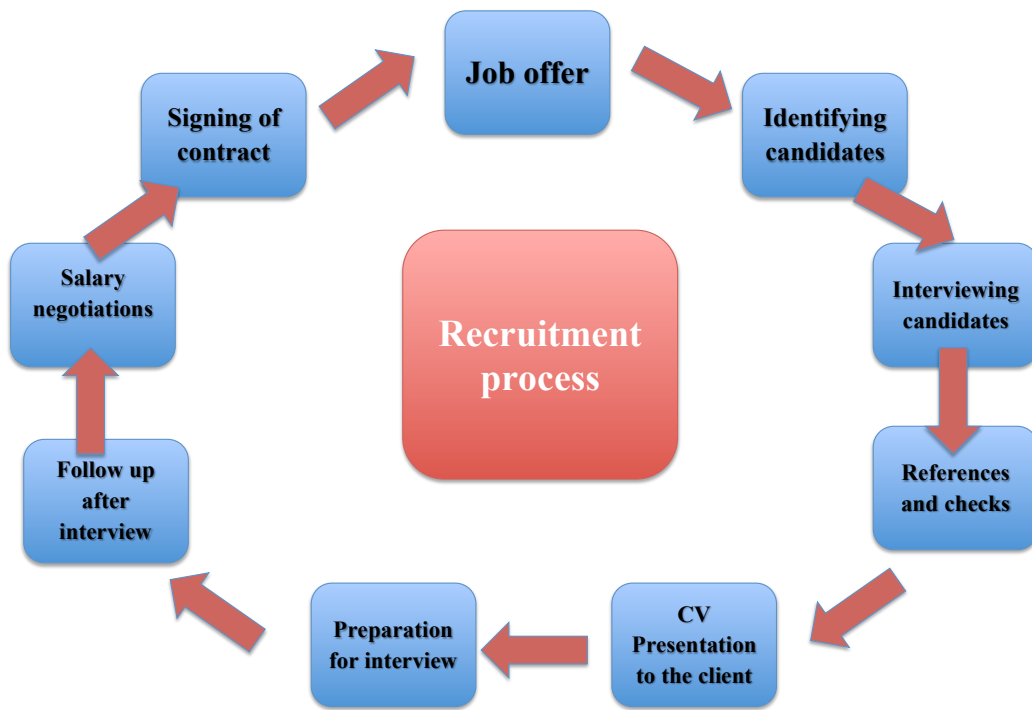 Job offer
Identifying
candidates
Interviewing
candidates
References
and checks
CV
Presentation
to the client
Preparation
for interview
Follow up
after
interview
Salary
negotiations
Signing of
contract
Recruitment
process